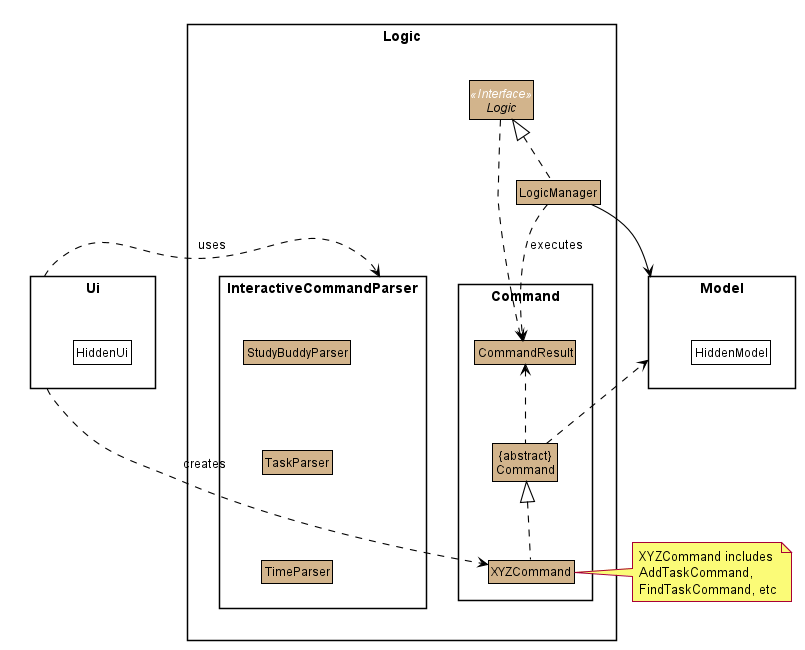 Logic
«Interface»
Logic
LogicManager
uses
executes
Ui
InteractiveCommandParser
Command
Model
HiddenUi
StudyBuddyParser
CommandResult
HiddenModel
{abstract}
Command
creates
TaskParser
TimeParser
XYZCommand
XYZCommand includes
AddTaskCommand,
FindTaskCommand, etc